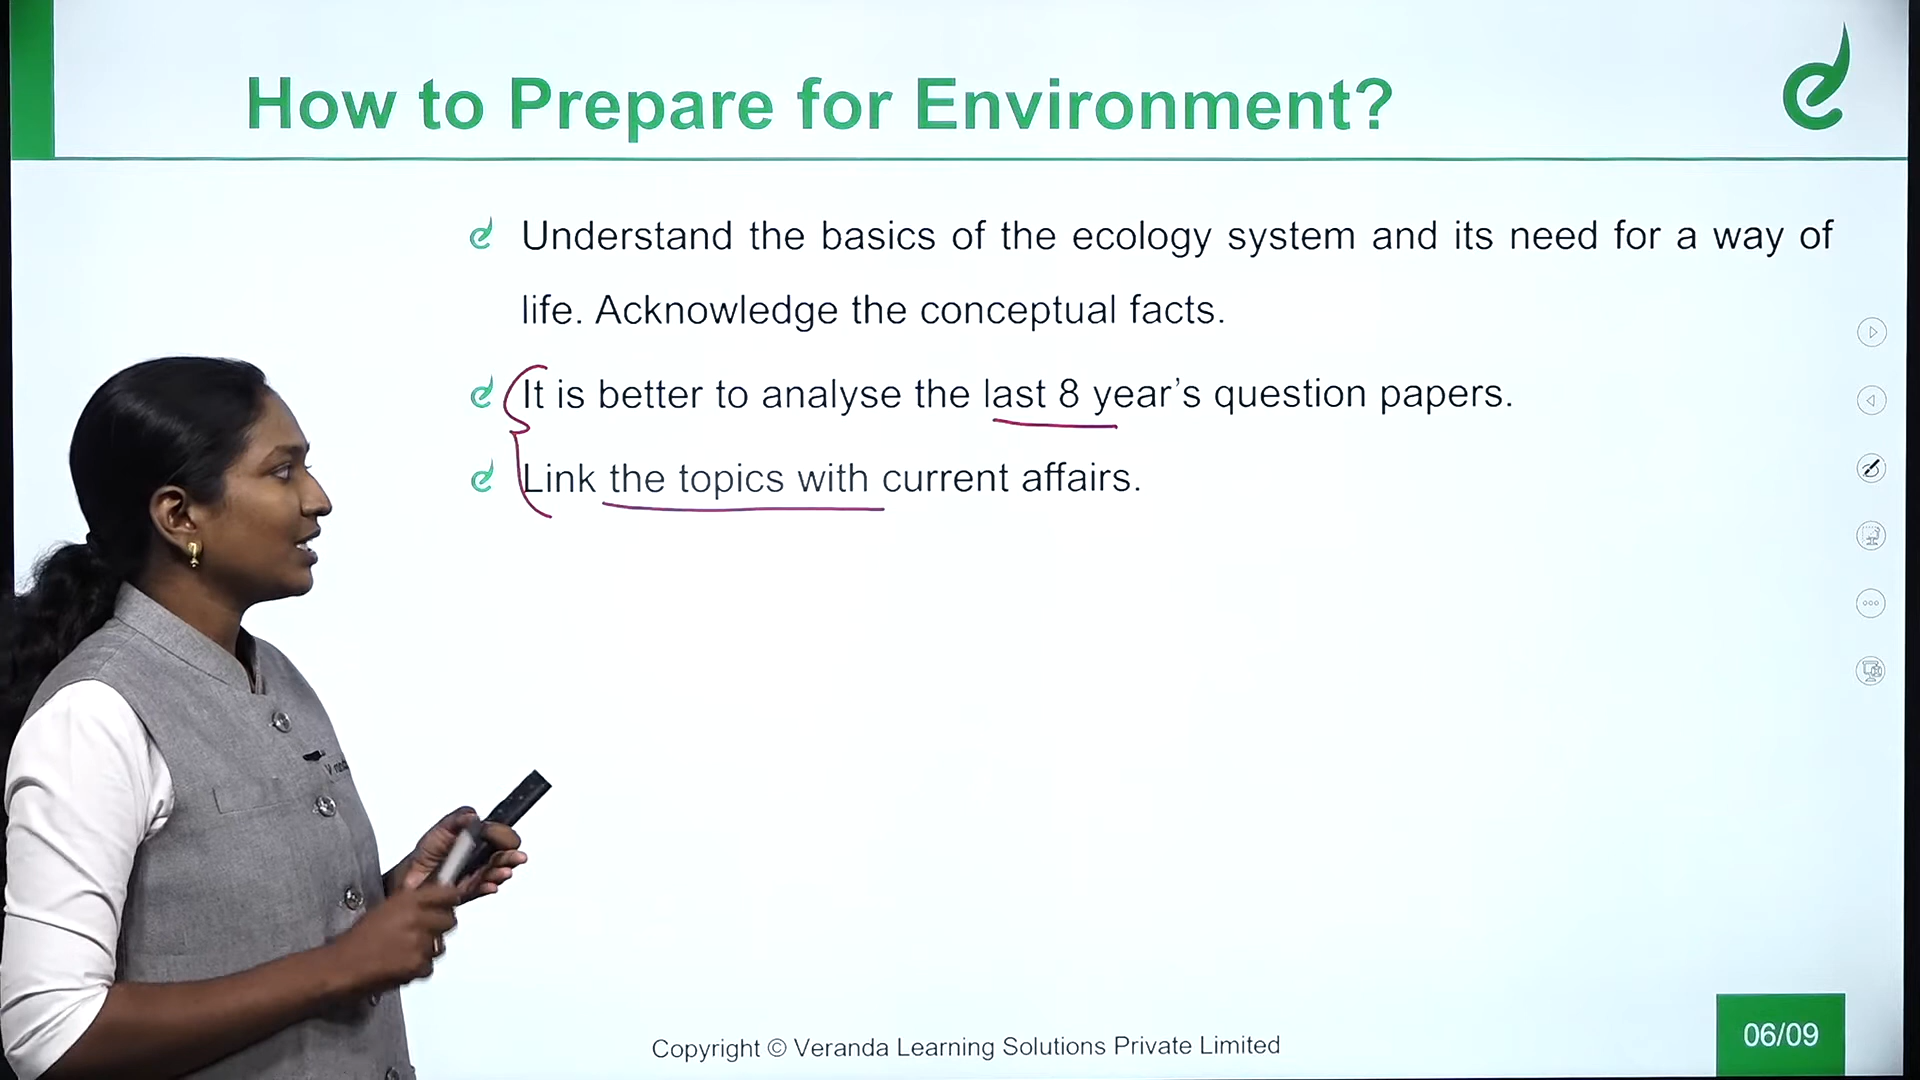 How to Prepare for Environment?
Understand the basics of the ecology system and its need for a way of
life. Acknowledge the conceptual facts.
It is better to analyse the last 8 year’s question papers.
Link the topics with current affairs.
Copyright © Veranda Learning Solutions Private Limited
06/09